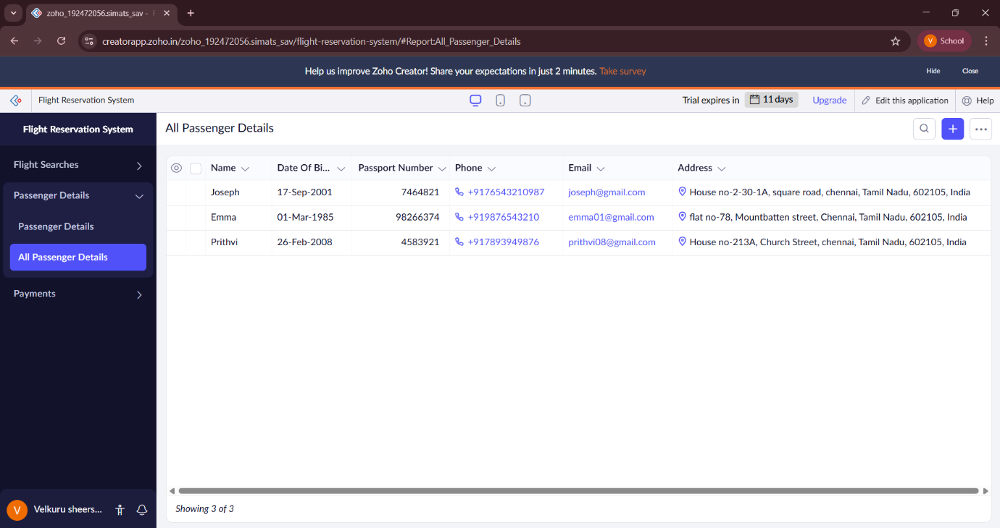 zoho_192472056.simats_sav -
creatorapp.zoho.in/zoho_192472056.simats_sav/flight-reservation-system/#Report:All_Passenger_Details
V School
Help us improve Zoho Creator! Share your expectations in just 2 minutes. Take survey
Hide
Close
Flight Reservation System
Trial expires in 11 days
Upgrade
Edit this application
Help
Flight Reservation System
Flight Searches
Passenger Details
Passenger Details
All Passenger Details
Payments
V Velkuru sheers...
All Passenger Details
Name Date Of Bi... Passport Number Phone Email Address
Joseph 17-Sep-2001 7464821 +9176543210987 joseph@gmail.com House no-2-30-1A, square road, chennai, Tamil Nadu, 602105, India
Emma 01-Mar-1985 98266374 +919876543210 emma01@gmail.com flat no-78, Mountbatten street, Chennai, Tamil Nadu, 602105, India
Prithvi 26-Feb-2008 4583921 +917893949876 prithvi08@gmail.com House no-213A, Church Street, chennai, Tamil Nadu, 602105, India
Showing 3 of 3